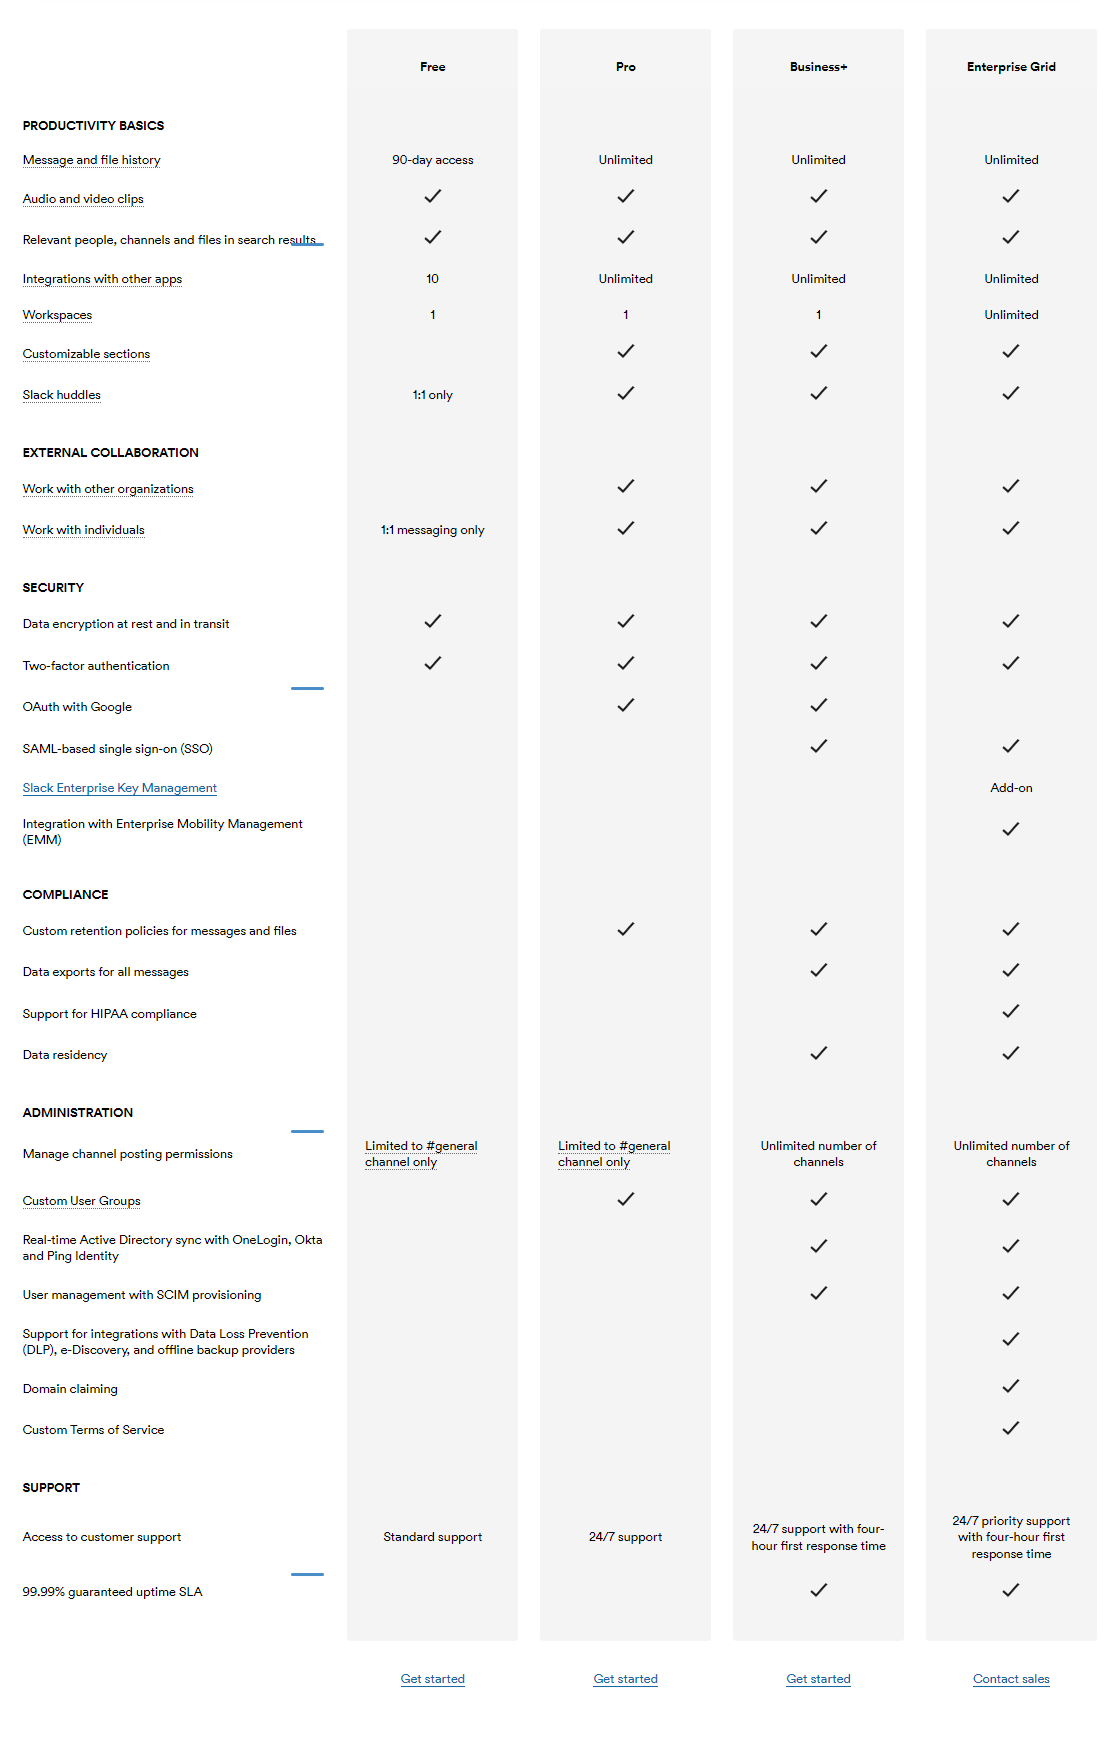 Free Pro Business+ Enterprise Grid
PRODUCTIVITY BASICS
Message and file history 90-day access Unlimited Unlimited Unlimited
Audio and video clips
Relevant people, channels and files in search results
Integrations with other apps 10 Unlimited Unlimited Unlimited
Workspaces 1 1 1 Unlimited
Customizable sections
Slack huddles 1:1 only
EXTERNAL COLLABORATION
Work with other organizations
Work with individuals 1:1 messaging only
SECURITY
Data encryption at rest and in transit
Two-factor authentication
OAuth with Google
SAML-based single sign-on (SSO)
Slack Enterprise Key Management Add-on
Integration with Enterprise Mobility Management
(EMM)
COMPLIANCE
Custom retention policies for messages and files
Data exports for all messages
Support for HIPAA compliance
Data residency
ADMINISTRATION
Manage channel posting permissions
Limited to #general
channel only
Limited to #general
channel only
Unlimited number of
channels
Unlimited number of
channels
Custom User Groups
Real-time Active Directory sync with OneLogin, Okta
and Ping Identity
User management with SCIM provisioning
Support for integrations with Data Loss Prevention
(DLP), e-Discovery, and offline backup providers
Domain claiming
Custom Terms of Service
SUPPORT
Access to customer support
Standard support
24/7 support
24/7 support with four-
hour first response time
24/7 priority support
with four-hour first
response time
99.99% guaranteed uptime SLA
Get started Get started Get started Contact sales